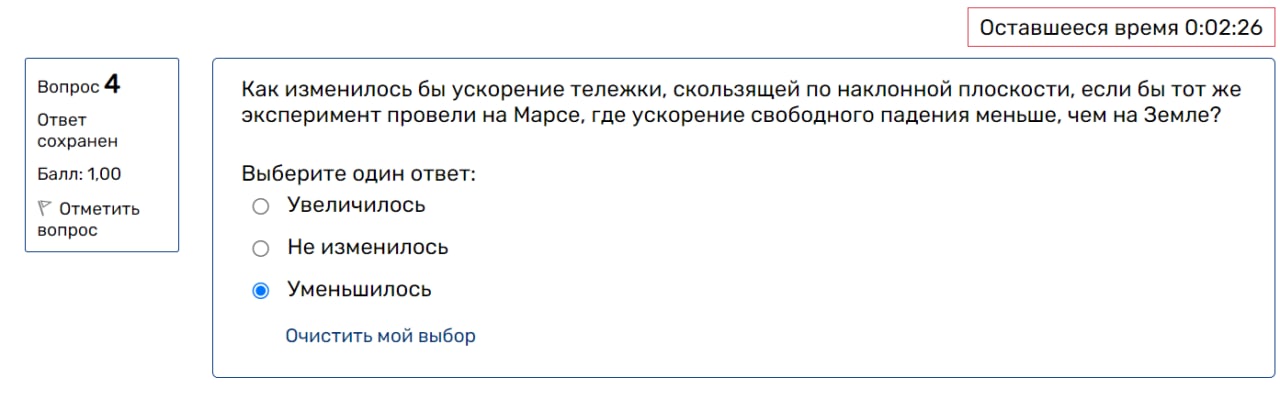 Оставшееся время 0:02:26
Вопрос 4
Ответ
сохранен
Балл: 1,00
Отметить
вопрос
Как изменилось бы ускорение тележки, скользящей по наклонной плоскости, если бы тот же
эксперимент провели на Марсе, где ускорение свободного падения меньше, чем на Земле?
Выберите один ответ:
Увеличилось
Не изменилось
Уменьшилось
Очистить мой выбор